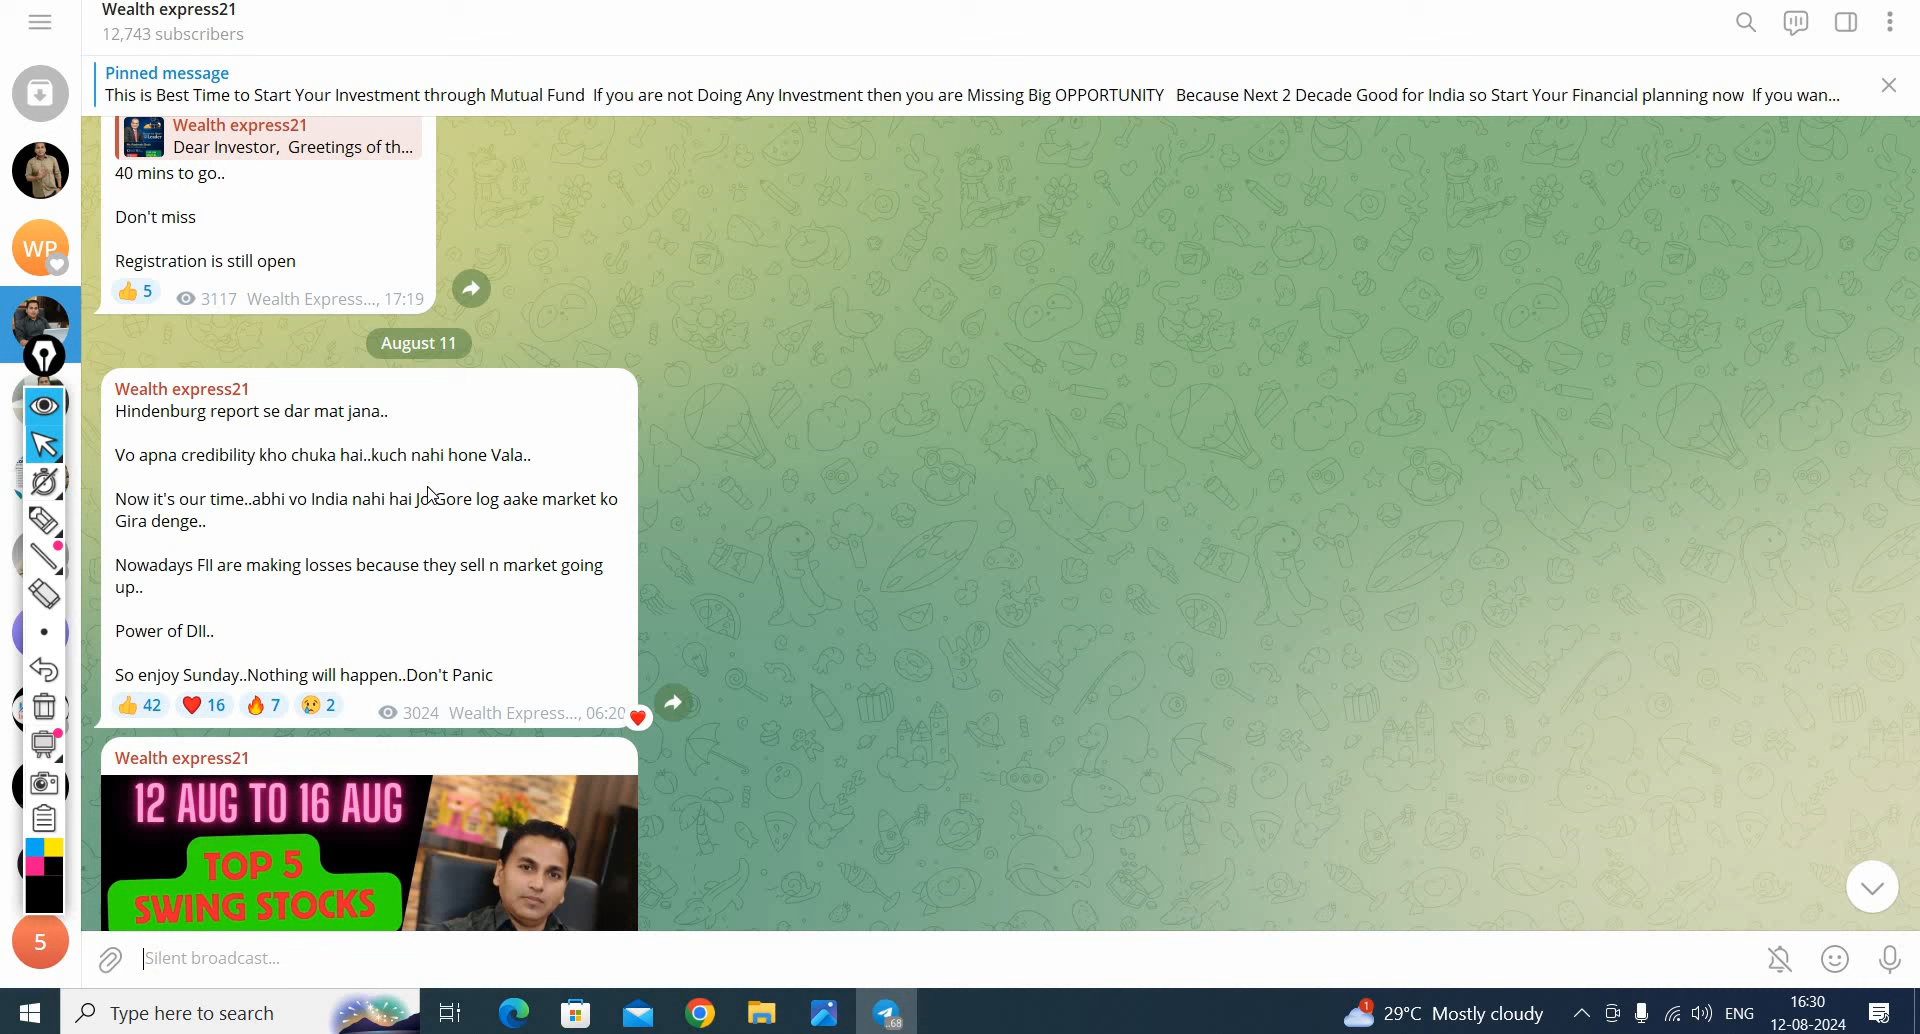 Wealth express21
12,743 subscribers
Pinned message
This is Best Time to Start Your Investment through Mutual Fund If you are not Doing Any Investment then you are Missing Big OPPORTUNITY Because Next 2 Decade Good for India so Start Your Financial planning now If you wan...
Wealth express21
Dear Investor, Greetings of th...
40 mins to go..
Don't miss
Registration is still open
5
3117 Wealth Express..., 17:19
WP
August 11
Wealth express21
Hindenburg report se dar mat jana..
Vo apna credibility kho chuka hai..kuch nahi hone Vala..
Now it's our time..abhi vo India nahi hai Jo Gore log aake market ko
Gira denge..
Nowadays FII are making losses because they sell n market going
up..
Power of DII..
So enjoy Sunday..Nothing will happen..Don't Panic
42 16 7 2
3024 Wealth Express..., 06:20
Wealth express21
12 AUG TO 16 AUG
TOP 5
SWING STOCKS
5
Silent broadcast...
Type here to search
.68
1
29°C Mostly cloudy
ENG
16:30
12-08-2024